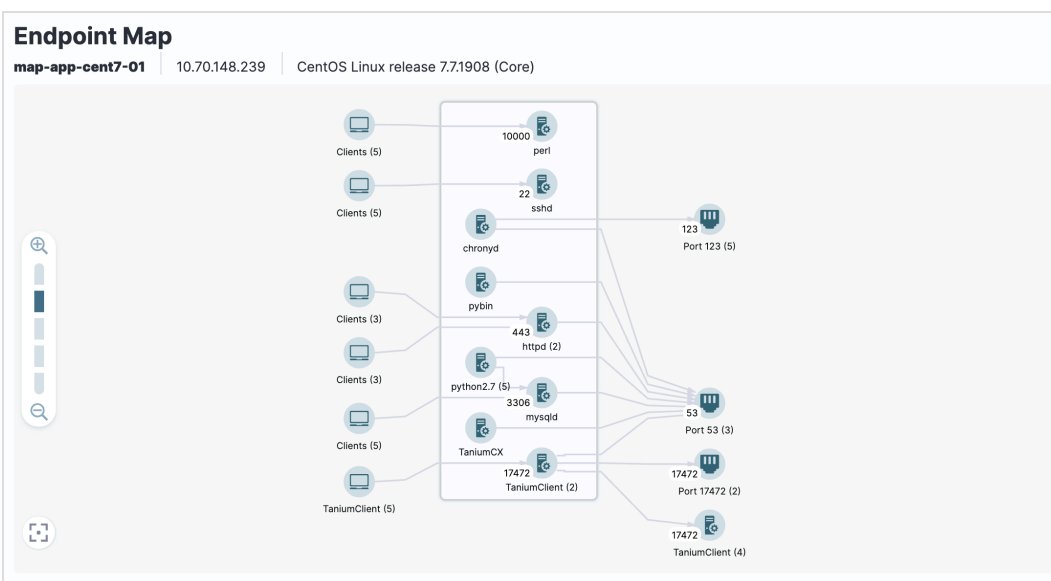 Endpoint Map
map-app-cent7-01 10.70.148.239 CentOS Linux release 7.7.1908 (Core)
Clients (5)
10000
perl
Clients (5)
22
sshd
chronyd
123
Port 123 (5)
pybin
Clients (3)
443
httpd (2)
Clients (3)
python2.7 (5)
3306
mysqld
53
Port 53 (3)
Clients (5)
TaniumCX
17472
TaniumClient (2)
17472
Port 17472 (2)
TaniumClient (5)
17472
TaniumClient (4)